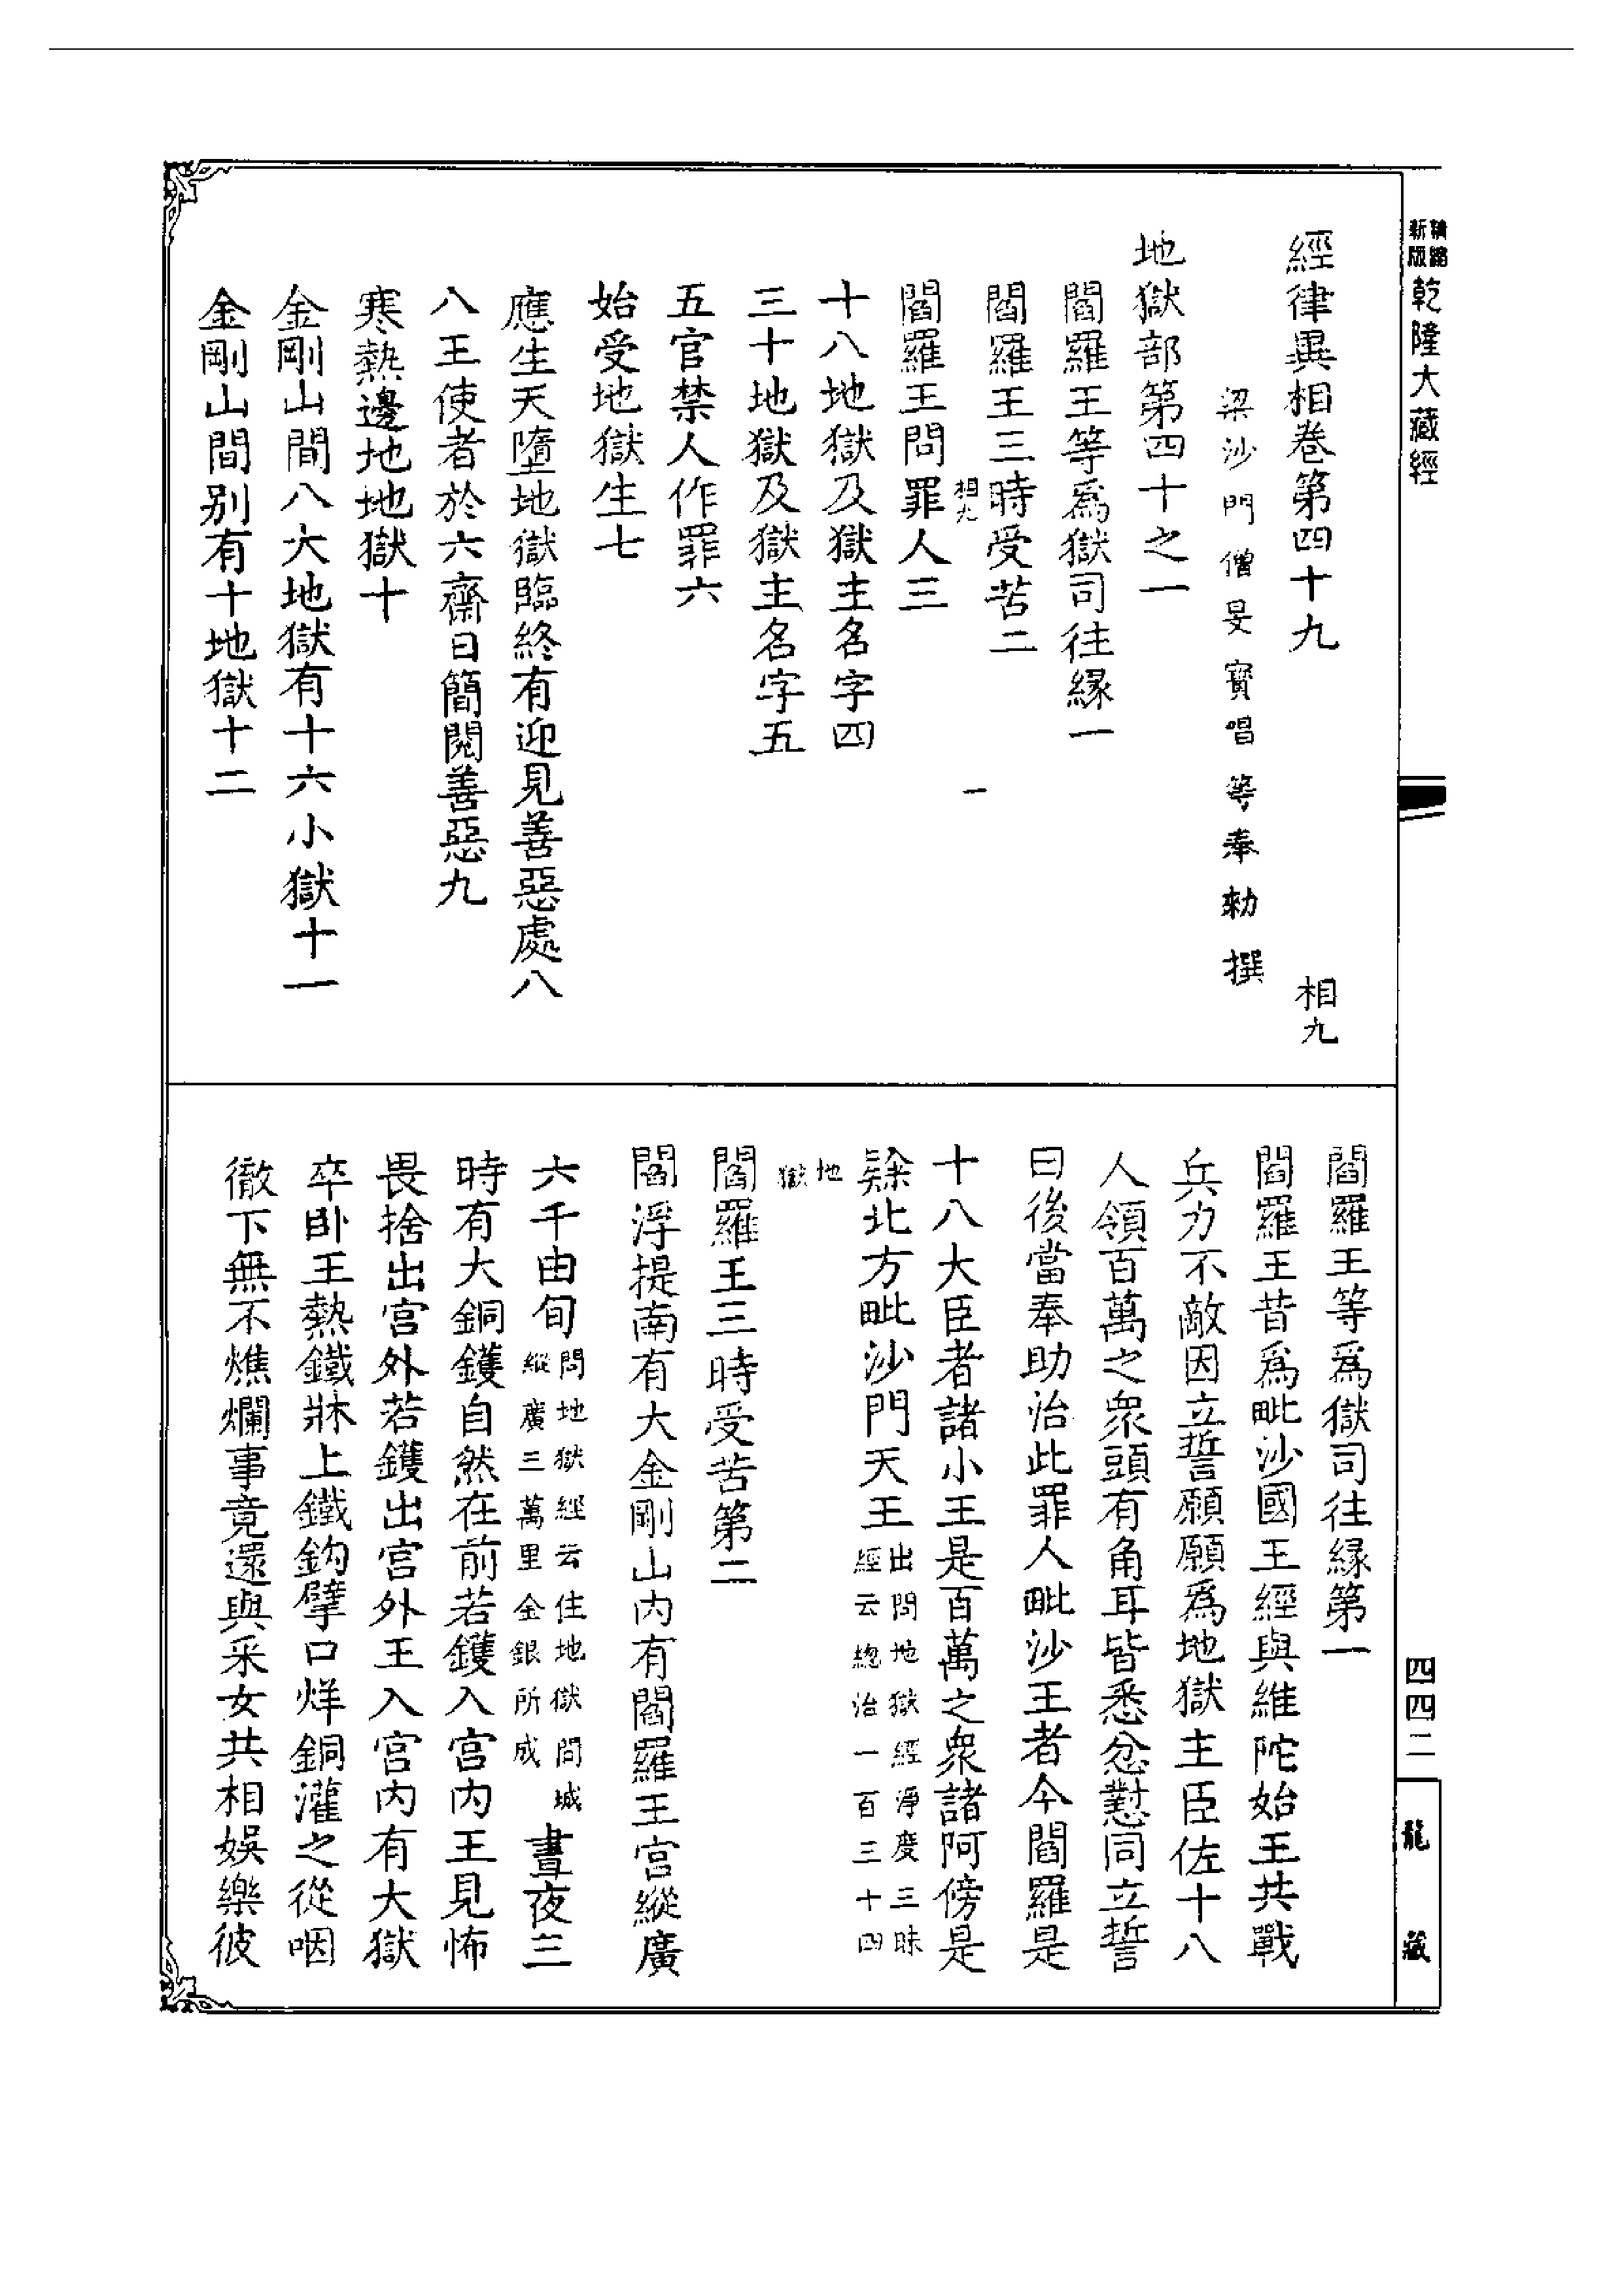 新版
精縮
乾隆大藏經
經律異相卷第四十九 相九
梁沙門僧旻寶唱等奉勑撰
地獄部第四十之一
閻羅王等爲獄司往縁一
閻羅王三時受苦二
相九 一
閻羅王問罪人三
十八地獄及獄主名字四
三十地獄及獄主名字五
五官禁人作罪六
始受地獄生七
應生天墮地獄臨終有迎見善惡處八
八王使者於六齋日簡閱善惡九
寒熱邊地地獄十
金剛山間八大地獄有十六小獄十一
金剛山間别有十地獄十二
閻羅王等爲獄司往縁第一
閻羅王昔爲毗沙國王經與維陀始王共戰
兵力不敵因立誓願願爲地獄主臣佐十八
人領百萬之衆頭有角耳皆悉忿懟同立誓
曰後當奉助治此罪人毗沙王者今閻羅是
十八大臣者諸小王是百萬之衆諸阿傍是
隸北方毗沙門天王出問地獄經淨度三昧
經云緫治一百三十四
地
獄
閻羅王三時受苦第二
閻浮提南有大金剛山内有閻羅王宮縱廣
六千由旬問地獄經云住地獄間城
縱廣三萬里金銀所成
晝夜三
時有大銅鑊自然在前若鑊入宮内王見怖
畏捨出宮外若鑊出宮外王入宮内有大獄
卒卧王熱鐵牀上鐵鈎擘口烊銅灌之從咽
徹下無不燋爛事竟還與采女共相娛樂彼
四四二
龍藏